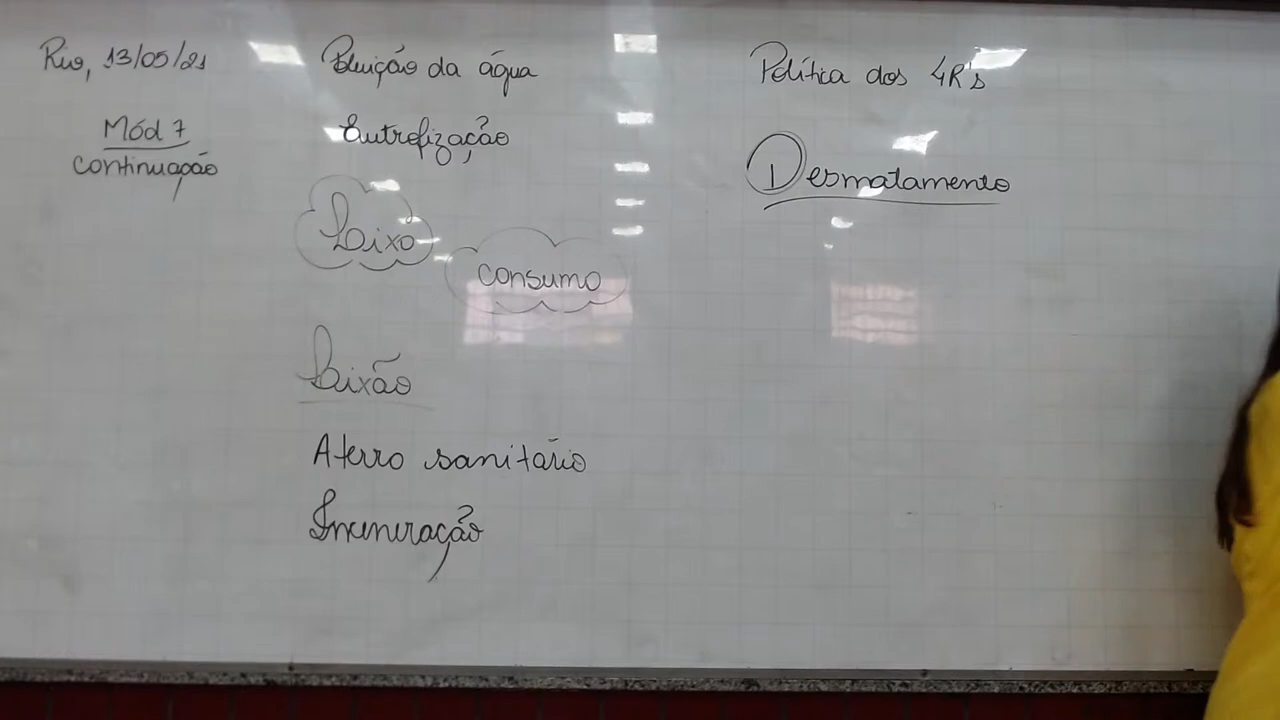 Rio, 13/05/21
Mód 7
continuação
Poluição da água
Eutrofização
Lixo
consumo
Lixão
Aterro sanitário
Incineração
Política dos 4R's
Desmatamento